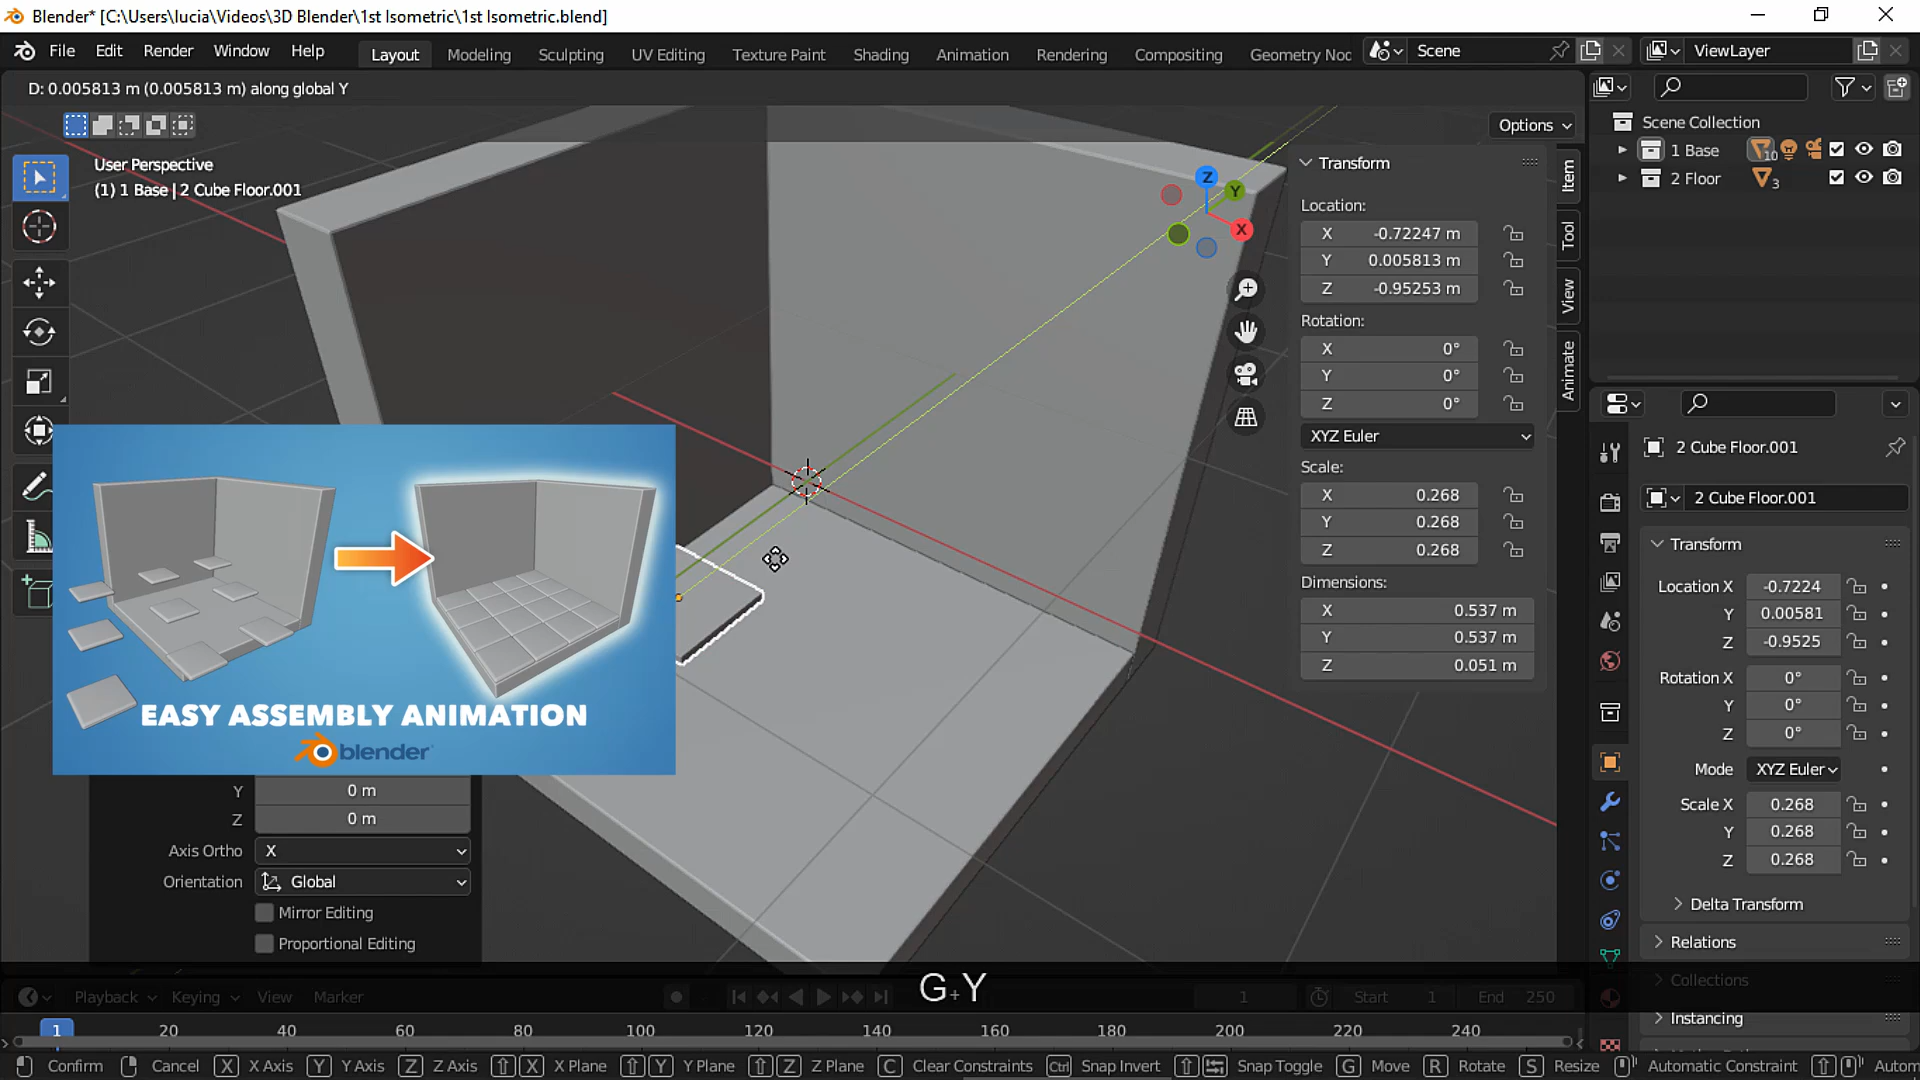 Blender* [C:\Users\lucia\Videos\3D Blender\1st Isometric\1st Isometric.blend]
File Edit Render Window Help Layout Modeling Sculpting UV Editing Texture Paint Shading Animation Rendering Compositing Geometry Noc Scene ViewLayer
D: 0.005813 m (0.005813 m) along global Y
Options
User Perspective
(1) 1 Base | 2 Cube Floor.001
Z
Y
X
Transform
Location:
X -0.72247 m
Y 0.005813 m
Z -0.95253 m
Rotation:
X 0°
Y 0°
Z 0°
XYZ Euler
Scale:
X 0.268
Y 0.268
Z 0.268
Dimensions:
X 0.537 m
Y 0.537 m
Z 0.051 m
Item
Tool
View
Animate
Scene Collection
1 Base 10
2 Floor 3
2 Cube Floor.001
2 Cube Floor.001
Transform
Location X -0.7224
Y 0.00581
Z -0.9525
Rotation X 0°
Y 0°
Z 0°
Mode XYZ Euler
Scale X 0.268
Y 0.268
Z 0.268
Delta Transform
Relations
Collections
Instancing
EASY ASSEMBLY ANIMATION
blender
Y 0 m
Z 0 m
Axis Ortho X
Orientation Global
Mirror Editing
Proportional Editing
G+Y
Playback Keying View Marker 1 Start 1 End 250
1 20 40 60 80 100 120 140 160 180 200 220 240
Confirm Cancel X X Axis Y Y Axis Z Z Axis X X Plane Y Y Plane Z Z Plane C Clear Constraints Ctrl Snap Invert Snap Toggle G Move R Rotate S Resize Automatic Constraint Autom